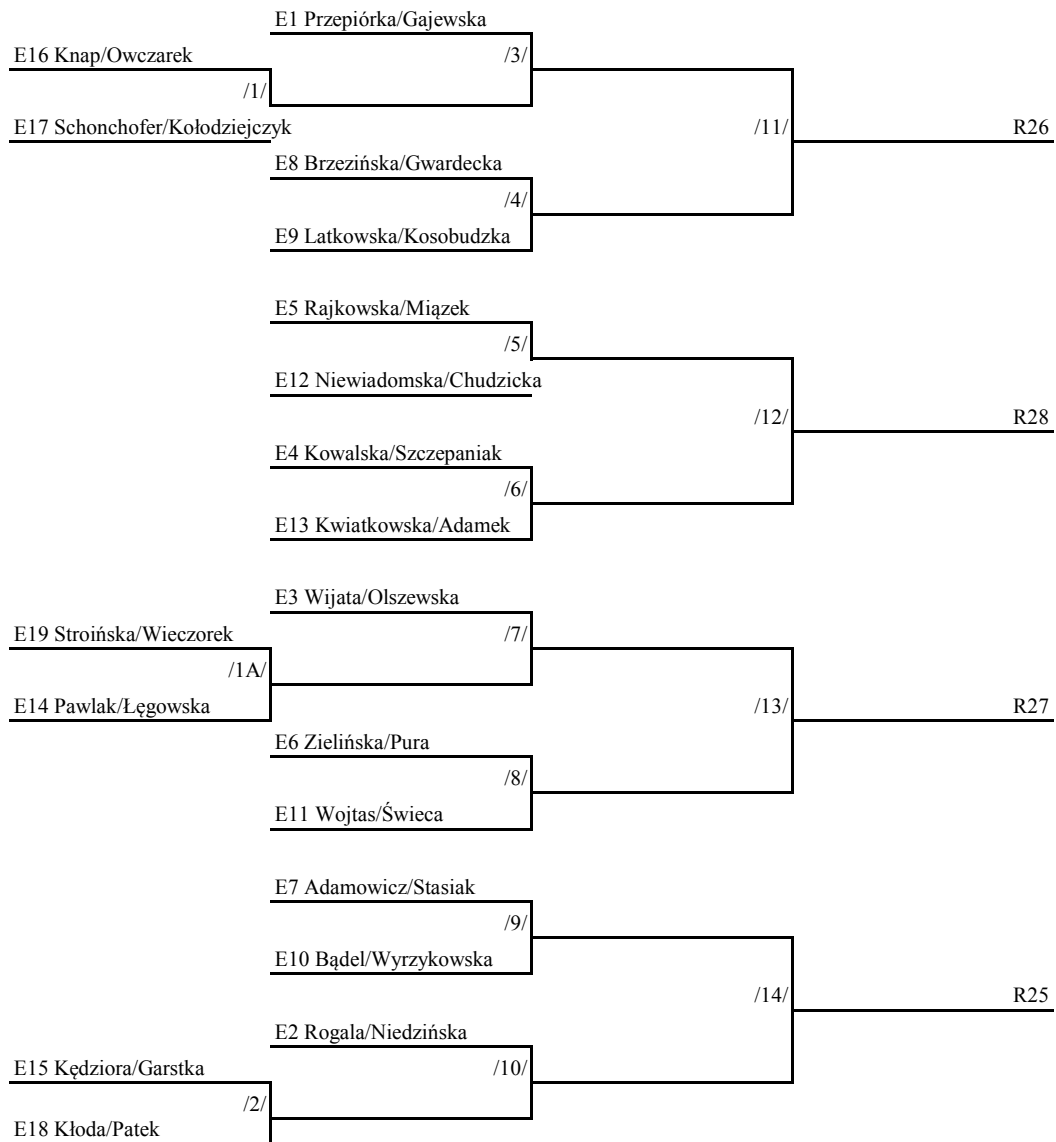 E1 Przepiórka/Gajewska
E16 Knap/Owczarek
/3/
/1/
E17 Schonchofer/Kołodziejczyk
/11/
R26
E8 Brzezińska/Gwardecka
/4/
E9 Latkowska/Kosobudzka
E5 Rajkowska/Miązek
/5/
E12 Niewiadomska/Chudzicka
/12/
R28
E4 Kowalska/Szczepaniak
/6/
E13 Kwiatkowska/Adamek
E3 Wijata/Olszewska
E19 Stroińska/Wieczorek
/7/
/1A/
E14 Pawlak/Łęgowska
/13/
R27
E6 Zielińska/Pura
/8/
E11 Wojtas/Świeca
E7 Adamowicz/Stasiak
/9/
E10 Bądel/Wyrzykowska
/14/
R25
E2 Rogala/Niedzińska
E15 Kędziora/Garstka
/10/
/2/
E18 Kłoda/Patek